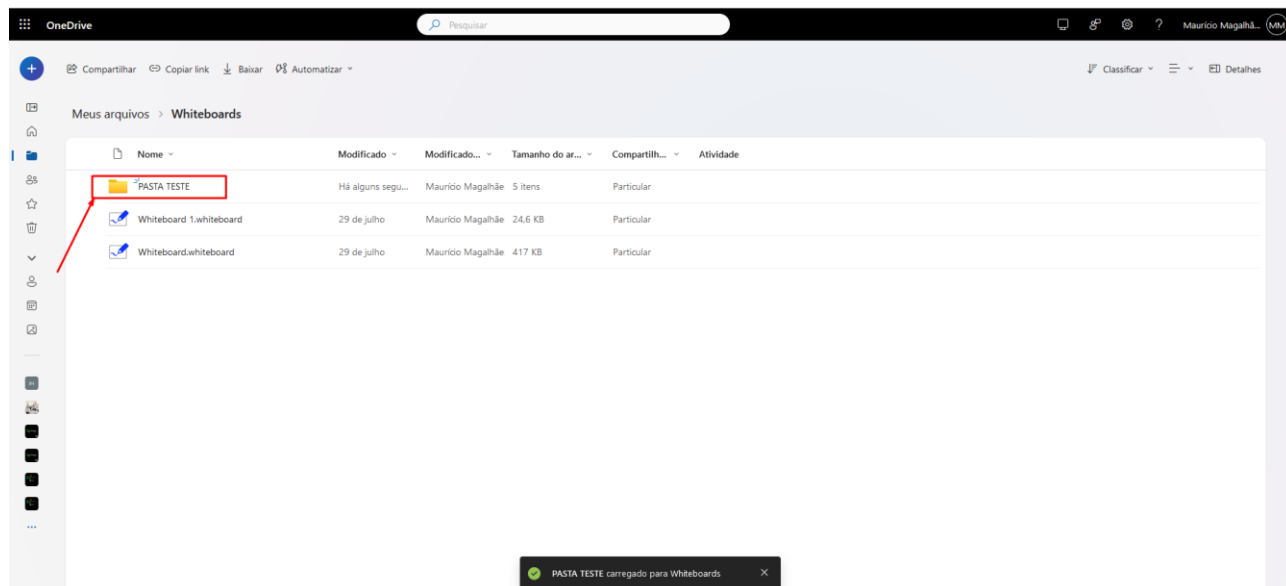 OneDrive
Pesquisar
Maurício Magalhã... MM
Compartilhar Copiar link Baixar Automatizar
Classificar Detalhes
Meus arquivos > Whiteboards
Nome Modificado Modificado... Tamanho do ar... Compartilh... Atividade
PASTA TESTE Há alguns segu... Maurício Magalhãe 5 itens Particular
Whiteboard 1.whiteboard 29 de julho Maurício Magalhãe 24,6 KB Particular
Whiteboard.whiteboard 29 de julho Maurício Magalhãe 417 KB Particular
PASTA TESTE carregado para Whiteboards